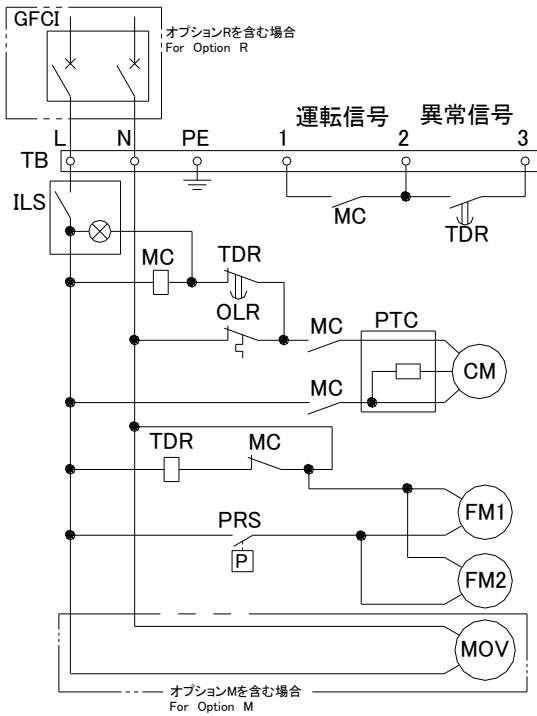 GFCI
オプションRを含む場合
For Option R
運転信号 異常信号
L N PE 1 2 3
TB
ILS
MC
TDR
MC
TDR
OLR
MC
PTC
CM
MC
TDR
MC
FM1
PRS
P
FM2
MOV
オプションMを含む場合
For Option M